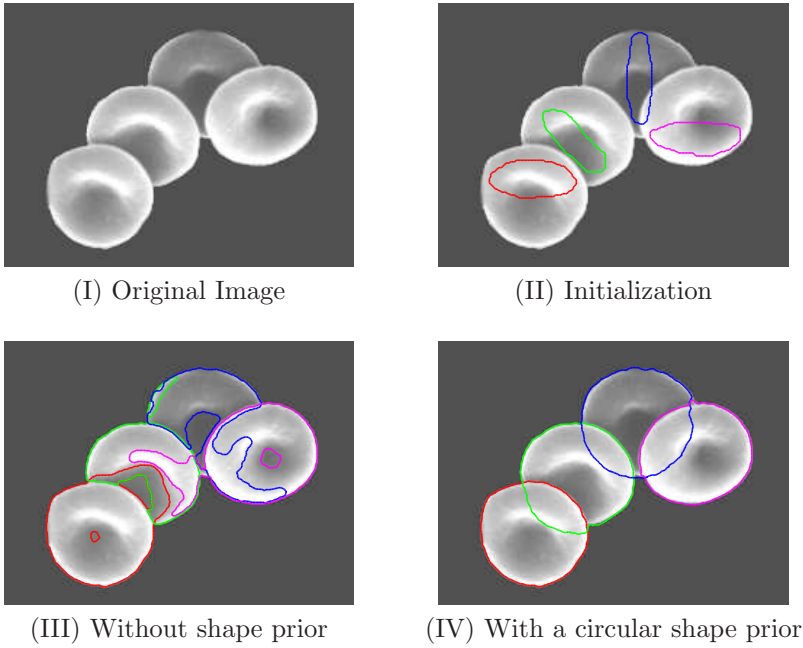 (I) Original Image
(II) Initialization
(III) Without shape prior
(IV) With a circular shape prior